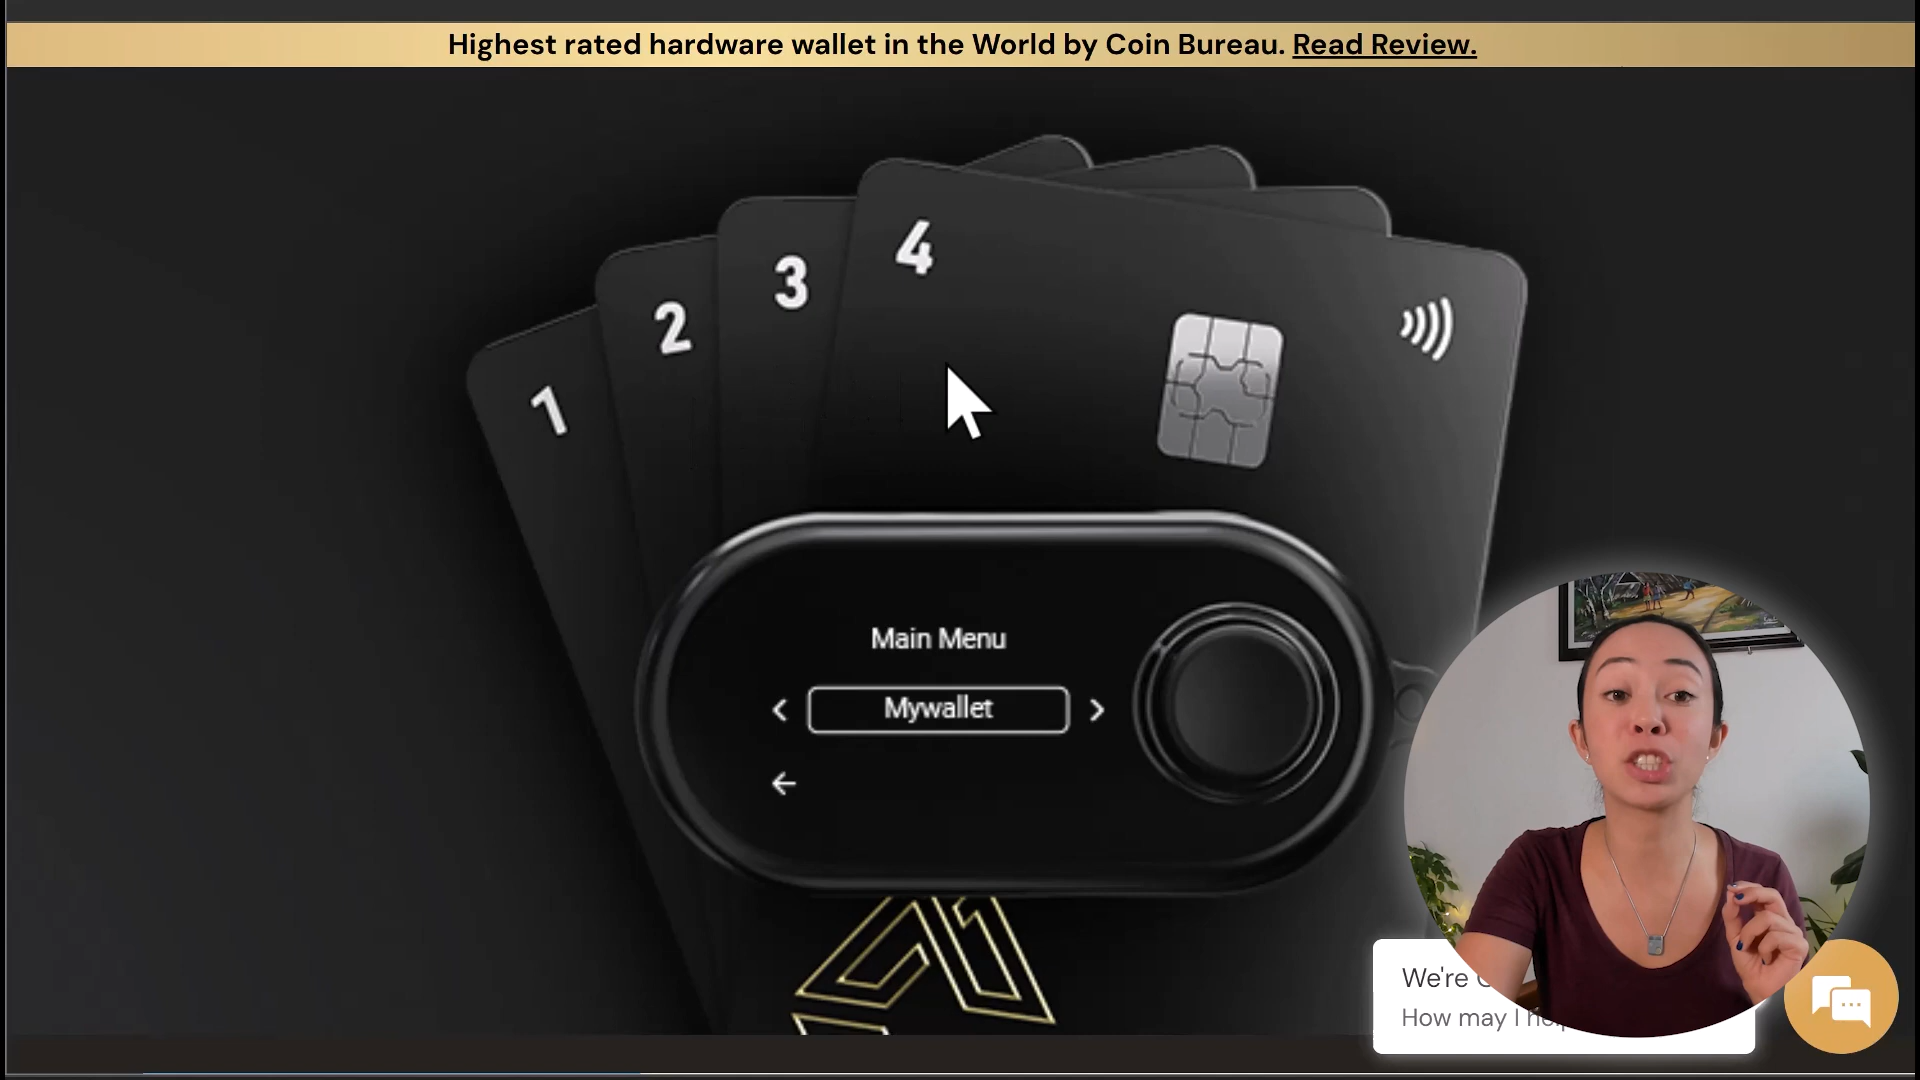 Highest rated hardware wallet in the World by Coin Bureau. Read Review.
1
2
3
4
Main Menu
Mywallet
We're
How may I